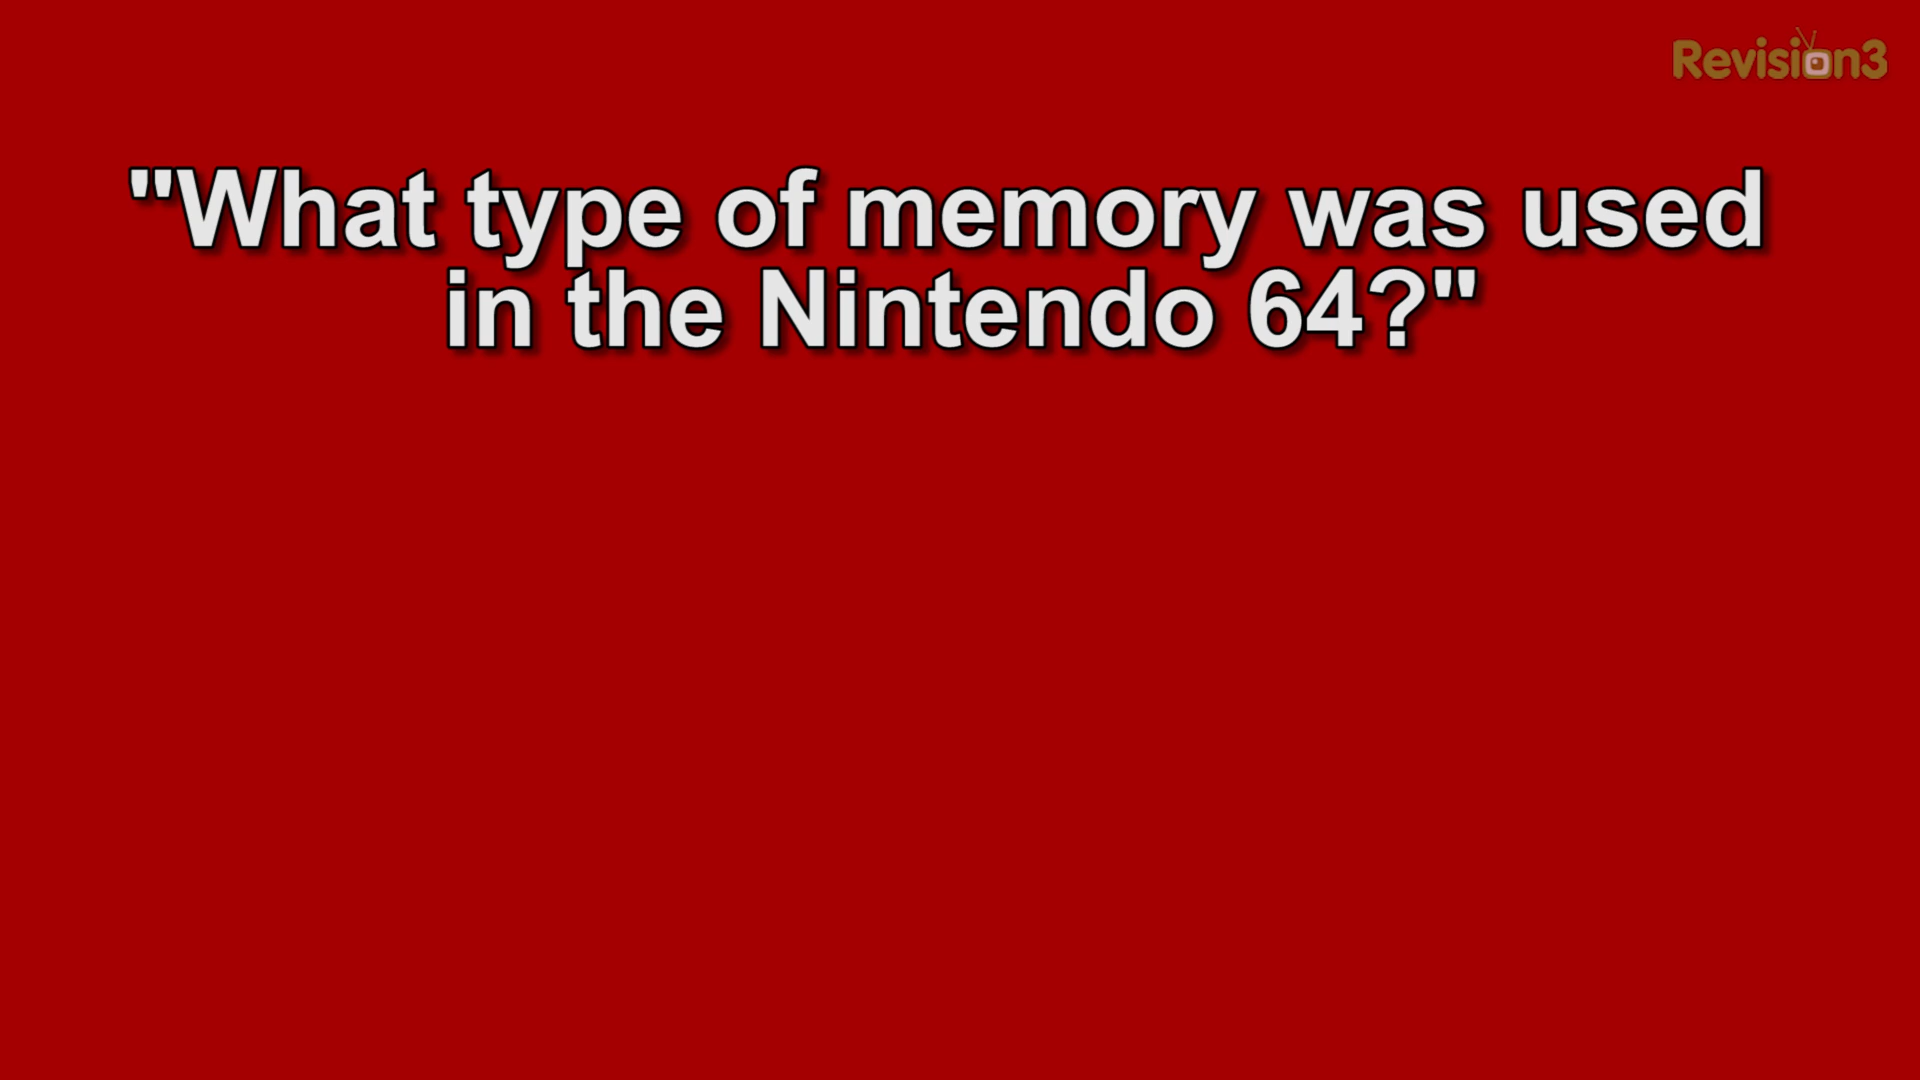 Revision3
"What type of memory was used
in the Nintendo 64?"